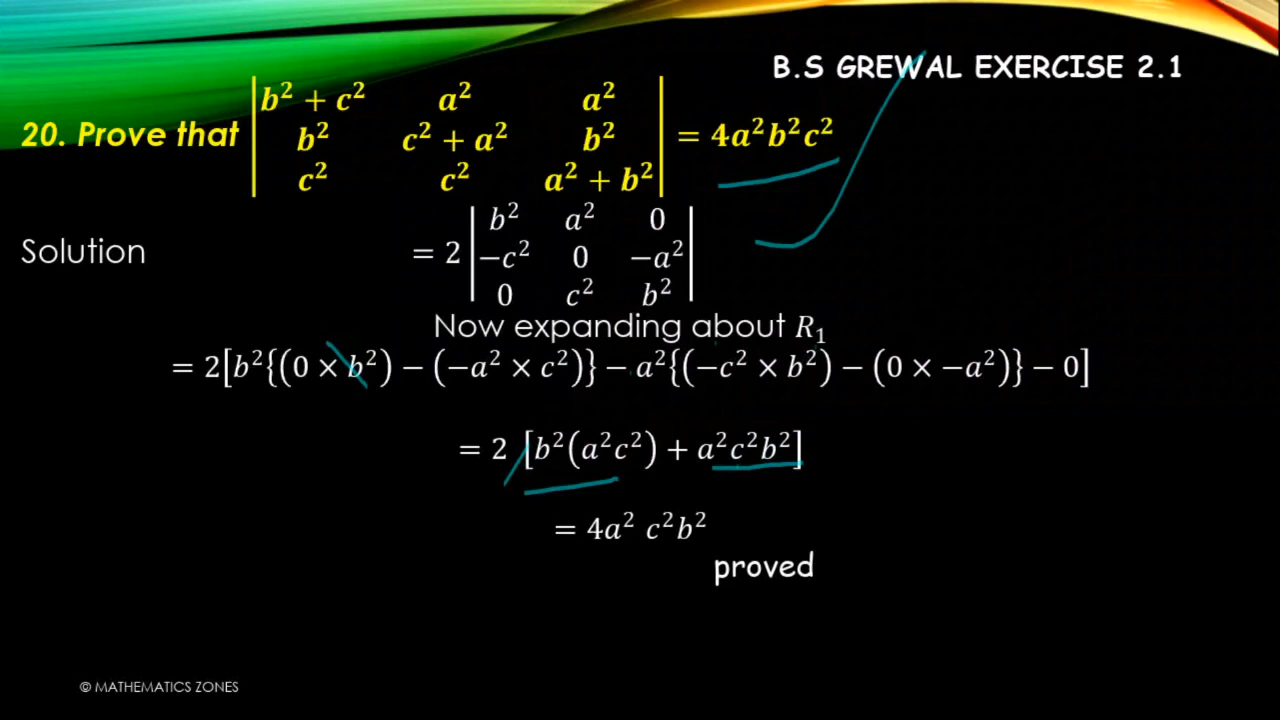 B.S GREWAL EXERCISE 2.1
20. Prove that | b² + c² a² a² |
| b² c² + a² b² | = 4a²b²c²
| c² c² a² + b² |
Solution
| b² a² 0 |
= 2 | −c² 0 −a² |
| 0 c² b² |
Now expanding about R₁
= 2[b²{(0 × b²) − (−a² × c²)} − a²{(−c² × b²) − (0 × −a²)} − 0]
= 2 [b²(a²c²) + a²c²b²]
= 4a² c²b²
proved
© MATHEMATICS ZONES